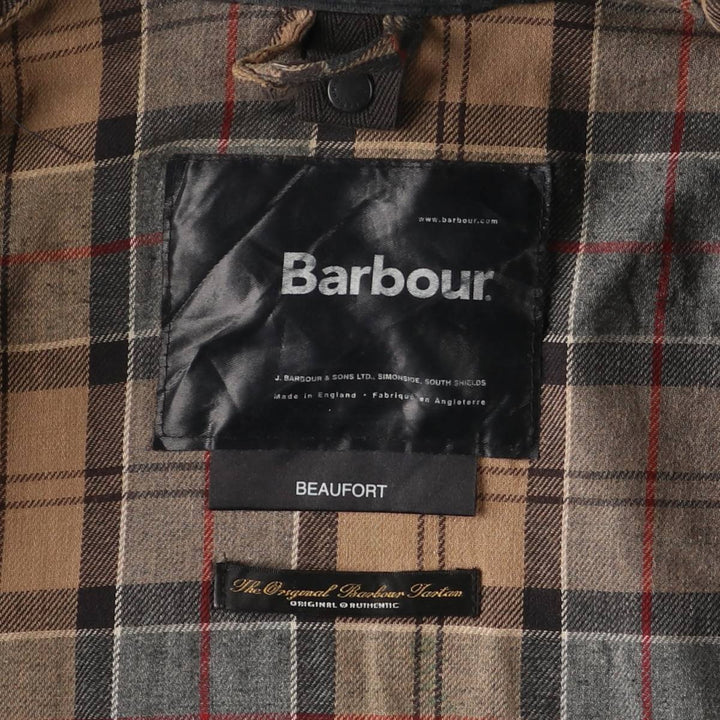 www.barbour.com
Barbour®
J. BARBOUR & SONS LTD., SIMONSIDE, SOUTH SHIELDS
Made in England • Fabriqué en Angleterre
BEAUFORT
The Original Barbour Tartan
ORIGINAL & AUTHENTIC